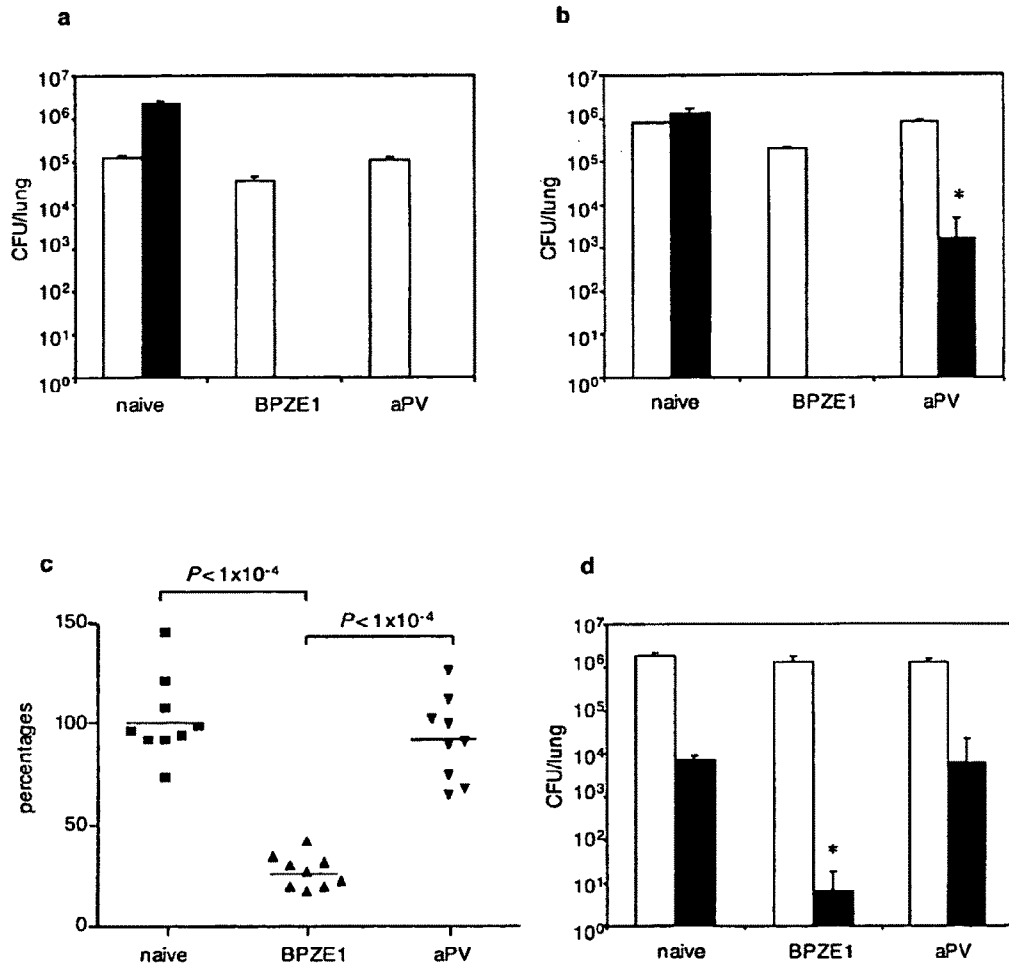 a
CFU/lung
10⁷
10⁶
10⁵
10⁴
10³
10²
10¹
10⁰
naive
BPZE1
aPV
b
CFU/lung
10⁷
10⁶
10⁵
10⁴
10³
10²
10¹
10⁰
*
naive
BPZE1
aPV
c
P < 1x10⁻⁴
P < 1x10⁻⁴
percentages
150
100
50
0
naive
BPZE1
aPV
d
CFU/lung
10⁷
10⁶
10⁵
10⁴
10³
10²
10¹
10⁰
*
naive
BPZE1
aPV